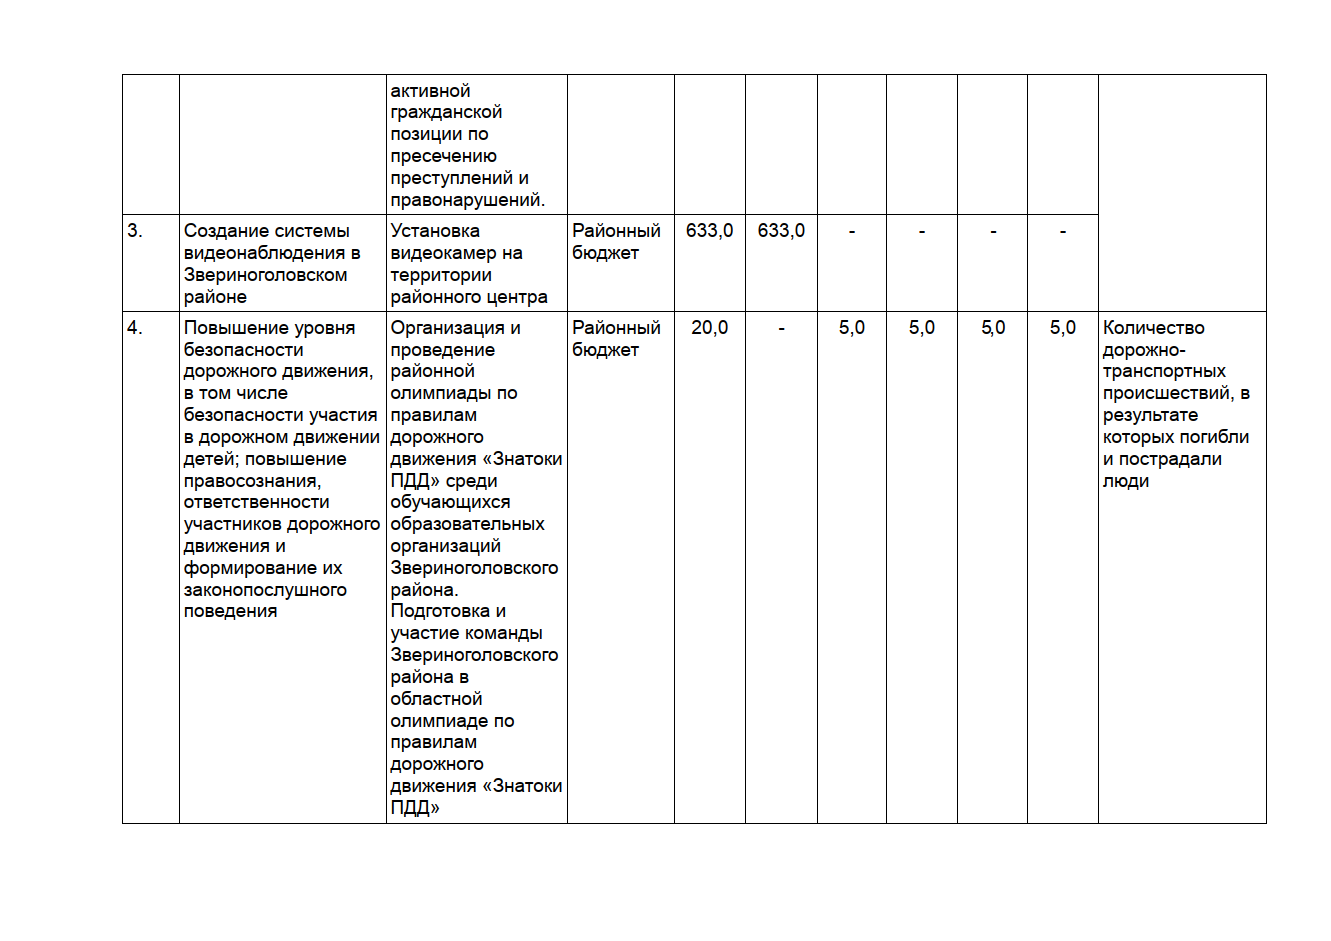 активной
гражданской
позиции по
пресечению
преступлений и
правонарушений.
3.
Создание системы
видеонаблюдения в
Звериноголовском
районе
Установка
видеокамер на
территории
районного центра
Районный
бюджет
633,0
633,0
-
-
-
-
4.
Повышение уровня
безопасности
дорожного движения,
в том числе
безопасности участия
в дорожном движении
детей; повышение
правосознания,
ответственности
участников дорожного
движения и
формирование их
законопослушного
поведения
Организация и
проведение
районной
олимпиады по
правилам
дорожного
движения «Знатоки
ПДД» среди
обучающихся
образовательных
организаций
Звериноголовского
района.
Подготовка и
участие команды
Звериноголовского
района в
областной
олимпиаде по
правилам
дорожного
движения «Знатоки
ПДД»
Районный
бюджет
20,0
-
5,0
5,0
5,0
5,0
Количество
дорожно-
транспортных
происшествий, в
результате
которых погибли
и пострадали
люди